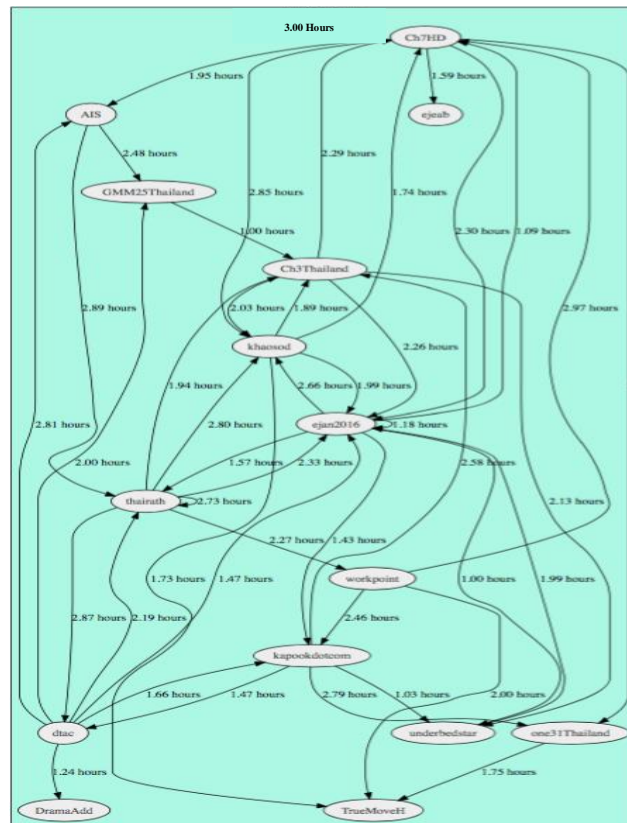 3.00 Hours
Ch7HD
1.95 hours
1.59 hours
AIS
ejeab
2.48 hours
2.29 hours
GMM25Thailand
2.85 hours
1.74 hours
1.00 hours
2.30 hours
1.09 hours
Ch3Thailand
2.89 hours
2.03 hours
1.89 hours
2.97 hours
khaosod
2.26 hours
1.94 hours
2.66 hours
1.99 hours
2.81 hours
ejan2016
1.18 hours
2.00 hours
2.80 hours
1.57 hours
2.33 hours
2.58 hours
thairath
2.73 hours
2.13 hours
2.27 hours
1.43 hours
workpoint
1.73 hours
1.47 hours
1.00 hours
1.99 hours
2.87 hours
2.19 hours
2.46 hours
kapookdotcom
1.66 hours
1.47 hours
2.79 hours
1.03 hours
2.00 hours
dtac
underbedstar
one31Thailand
1.24 hours
1.75 hours
DramaAdd
TrueMoveH